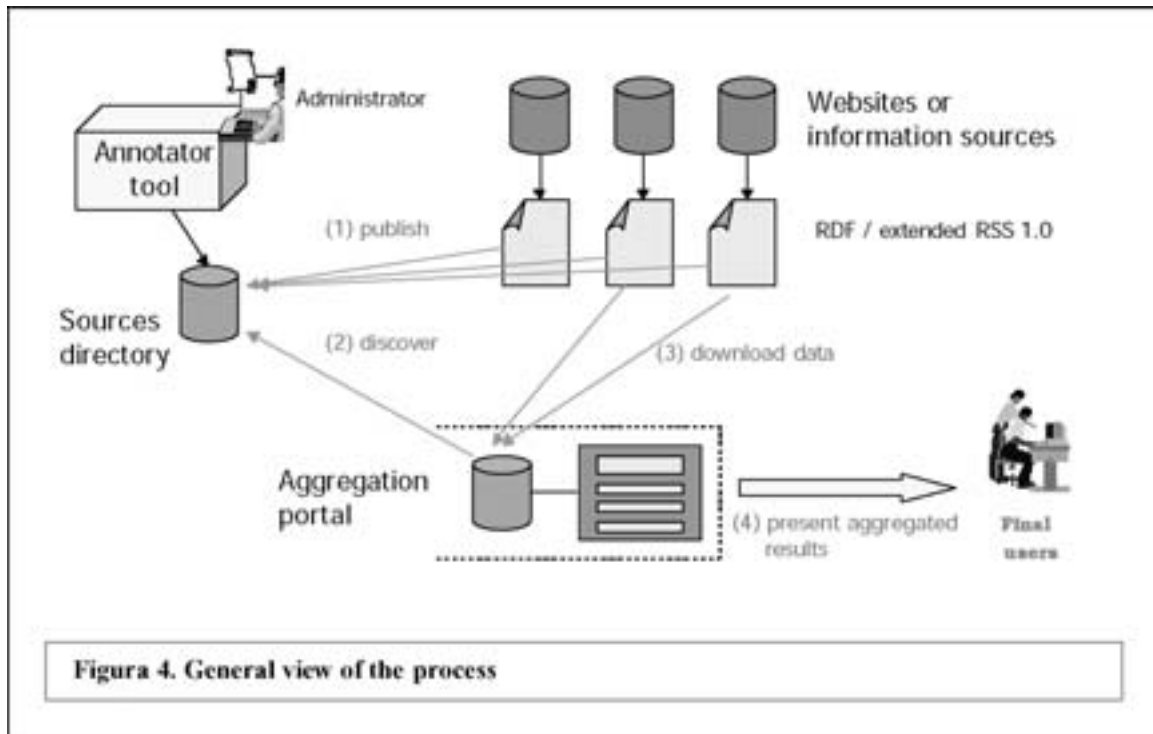 Administrator
Annotator
tool
Websites or
information sources
(1) publish
RDF / extended RSS 1.0
Sources
directory
(2) discover
(3) download data
Aggregation
portal
(4) present aggregated
results
Final
users
Figura 4. General view of the process